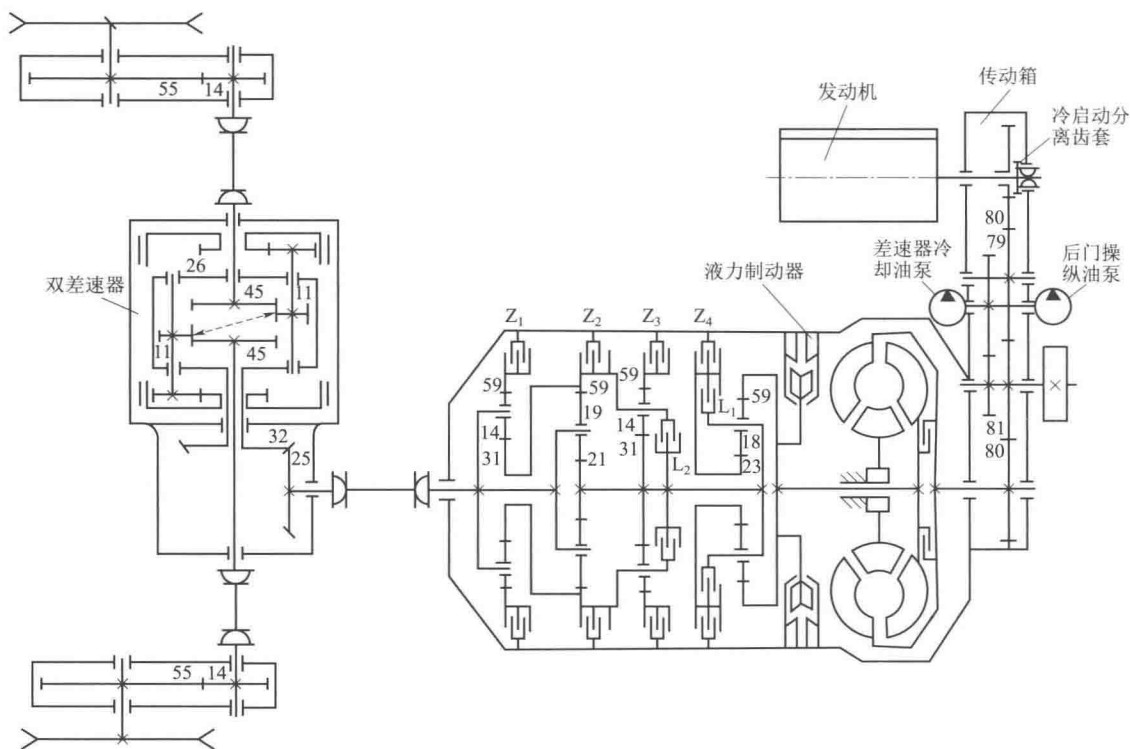 55
14
传动箱
发动机
冷启动分
离齿套
80
79
双差速器
26
45
11
11
45
液力制动器
差速器冷
却油泵
后门操
纵油泵
Z₁
Z₂
Z₃
Z₄
59
59
59
59
19
L₁
14
31
14
31
18
21
23
L₂
81
80
32
25
55
14